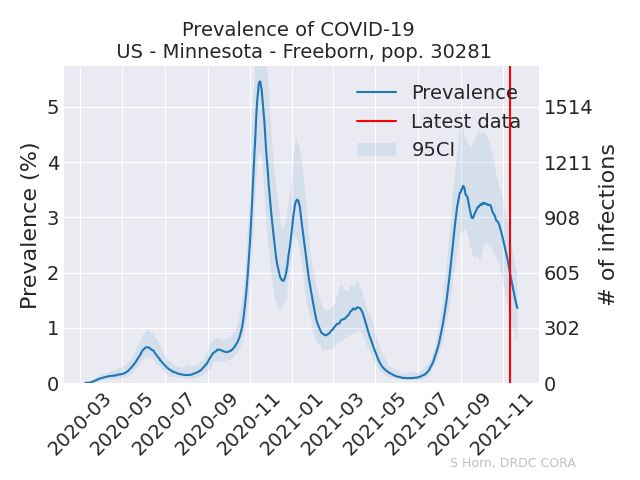 Prevalence of COVID-19
US - Minnesota - Freeborn, pop. 30281
Prevalence
Latest data
95CI
Prevalence (%)
5
4
3
2
1
0
1514
1211
908
605
302
0
# of infections
2020-03
2020-05
2020-07
2020-09
2020-11
2021-01
2021-03
2021-05
2021-07
2021-09
2021-11
S Horn, DRDC CORA